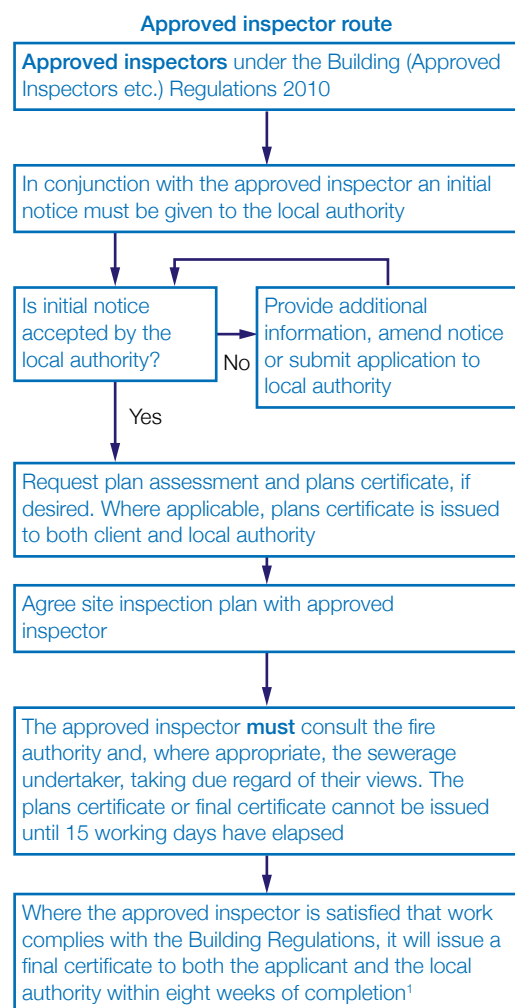 Approved inspector route
Approved inspectors under the Building (Approved
Inspectors etc.) Regulations 2010
In conjunction with the approved inspector an initial
notice must be given to the local authority
Is initial notice
accepted by the
local authority?
No
Provide additional
information, amend notice
or submit application to
local authority
Yes
Request plan assessment and plans certificate, if
desired. Where applicable, plans certificate is issued
to both client and local authority
Agree site inspection plan with approved
inspector
The approved inspector must consult the fire
authority and, where appropriate, the sewerage
undertaker, taking due regard of their views. The
plans certificate or final certificate cannot be issued
until 15 working days have elapsed
Where the approved inspector is satisfied that work
complies with the Building Regulations, it will issue a
final certificate to both the applicant and the local
authority within eight weeks of completion¹